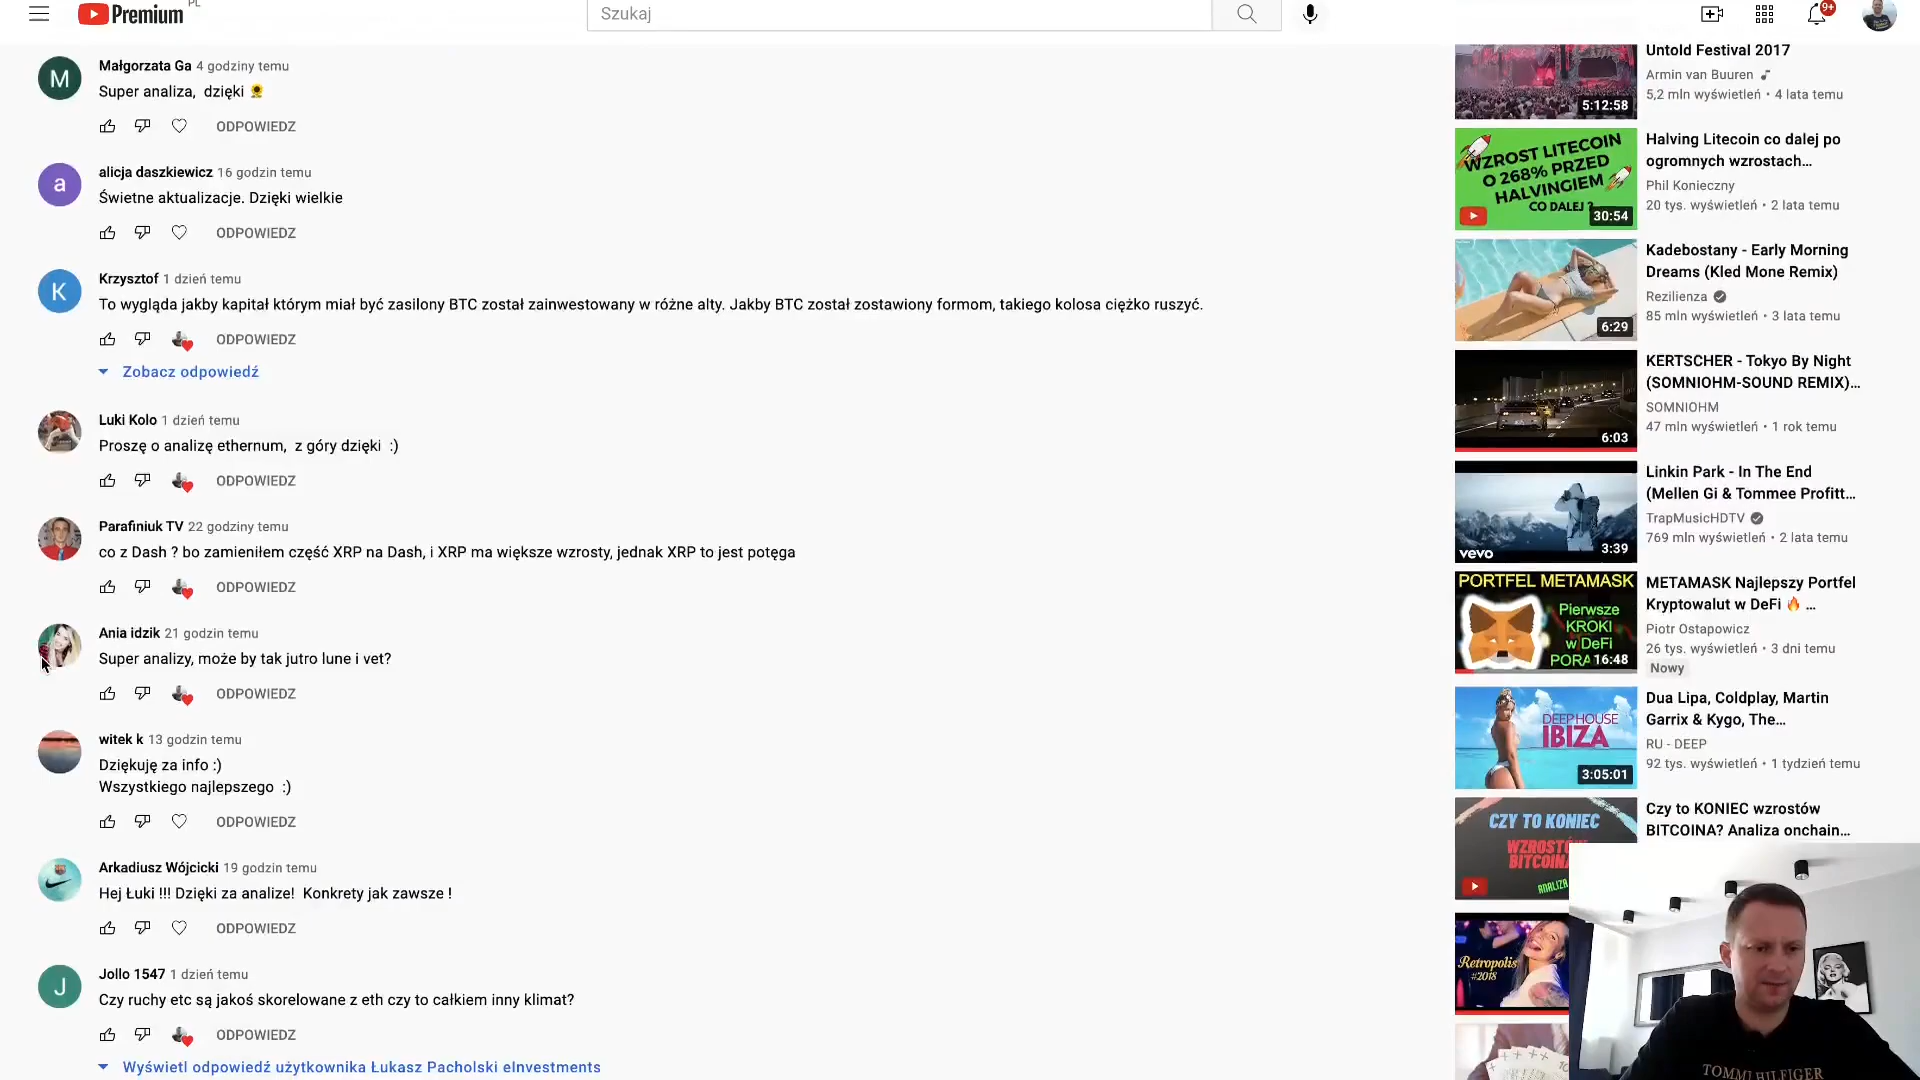 Premium PL
Szukaj
9+
Małgorzata Ga 4 godziny temu
Super analiza, dzięki 🌻
ODPOWIEDZ
alicja daszkiewicz 16 godzin temu
Świetne aktualizacje. Dzięki wielkie
ODPOWIEDZ
Krzysztof 1 dzień temu
To wygląda jakby kapitał którym miał być zasilony BTC został zainwestowany w różne alty. Jakby BTC został zostawiony formom, takiego kolosa ciężko ruszyć.
ODPOWIEDZ
Zobacz odpowiedź
Luki Kolo 1 dzień temu
Proszę o analizę ethernum, z góry dzięki :)
ODPOWIEDZ
Parafiniuk TV 22 godziny temu
co z Dash ? bo zamieniłem część XRP na Dash, i XRP ma większe wzrosty, jednak XRP to jest potęga
ODPOWIEDZ
Ania idzik 21 godzin temu
Super analizy, może by tak jutro lune i vet?
ODPOWIEDZ
witek k 13 godzin temu
Dziękuję za info :)
Wszystkiego najlepszego :)
ODPOWIEDZ
Arkadiusz Wójcicki 19 godzin temu
Hej Łuki !!! Dzięki za analize! Konkrety jak zawsze !
ODPOWIEDZ
Jollo 1547 1 dzień temu
Czy ruchy etc są jakoś skorelowane z eth czy to całkiem inny klimat?
ODPOWIEDZ
Wyświetl odpowiedź użytkownika Łukasz Pacholski eInvestments
M
a
K
J
5:12:58
Untold Festival 2017
Armin van Buuren
5,2 mln wyświetleń • 4 lata temu
WZROST LITECOIN
O 268% PRZED
HALVINGIEM
CO DALEJ ?
30:54
Halving Litecoin co dalej po
ogromnych wzrostach…
Phil Konieczny
20 tys. wyświetleń • 2 lata temu
6:29
Kadebostany - Early Morning
Dreams (Kled Mone Remix)
Rezilienza
85 mln wyświetleń • 3 lata temu
6:03
KERTSCHER - Tokyo By Night
(SOMNIOHM-SOUND REMIX)…
SOMNIOHM
47 mln wyświetleń • 1 rok temu
vevo
3:39
Linkin Park - In The End
(Mellen Gi & Tommee Profitt…
TrapMusicHDTV
769 mln wyświetleń • 2 lata temu
PORTFEL METAMASK
Pierwsze
KROKI
w DeFi
PORA
16:48
METAMASK Najlepszy Portfel
Kryptowalut w DeFi 🔥 …
Piotr Ostapowicz
26 tys. wyświetleń • 3 dni temu
Nowy
DEEP HOUSE
IBIZA
3:05:01
Dua Lipa, Coldplay, Martin
Garrix & Kygo, The…
RU - DEEP
92 tys. wyświetleń • 1 tydzień temu
CZY TO KONIEC
WZROSTÓW
BITCOINA
ANALIZA
Czy to KONIEC wzrostów
BITCOINA? Analiza onchain…
Retropolis
#2018
TOMMY HILFIGER